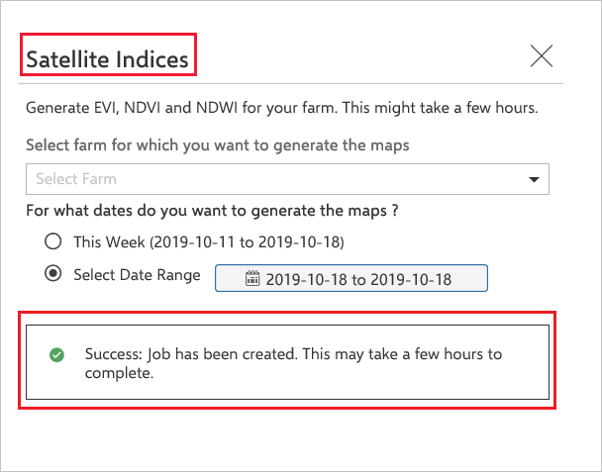 Satellite Indices
Generate EVI, NDVI and NDWI for your farm. This might take a few hours.
Select farm for which you want to generate the maps
Select Farm
For what dates do you want to generate the maps ?
This Week (2019-10-11 to 2019-10-18)
Select Date Range
2019-10-18 to 2019-10-18
Success: Job has been created. This may take a few hours to
complete.